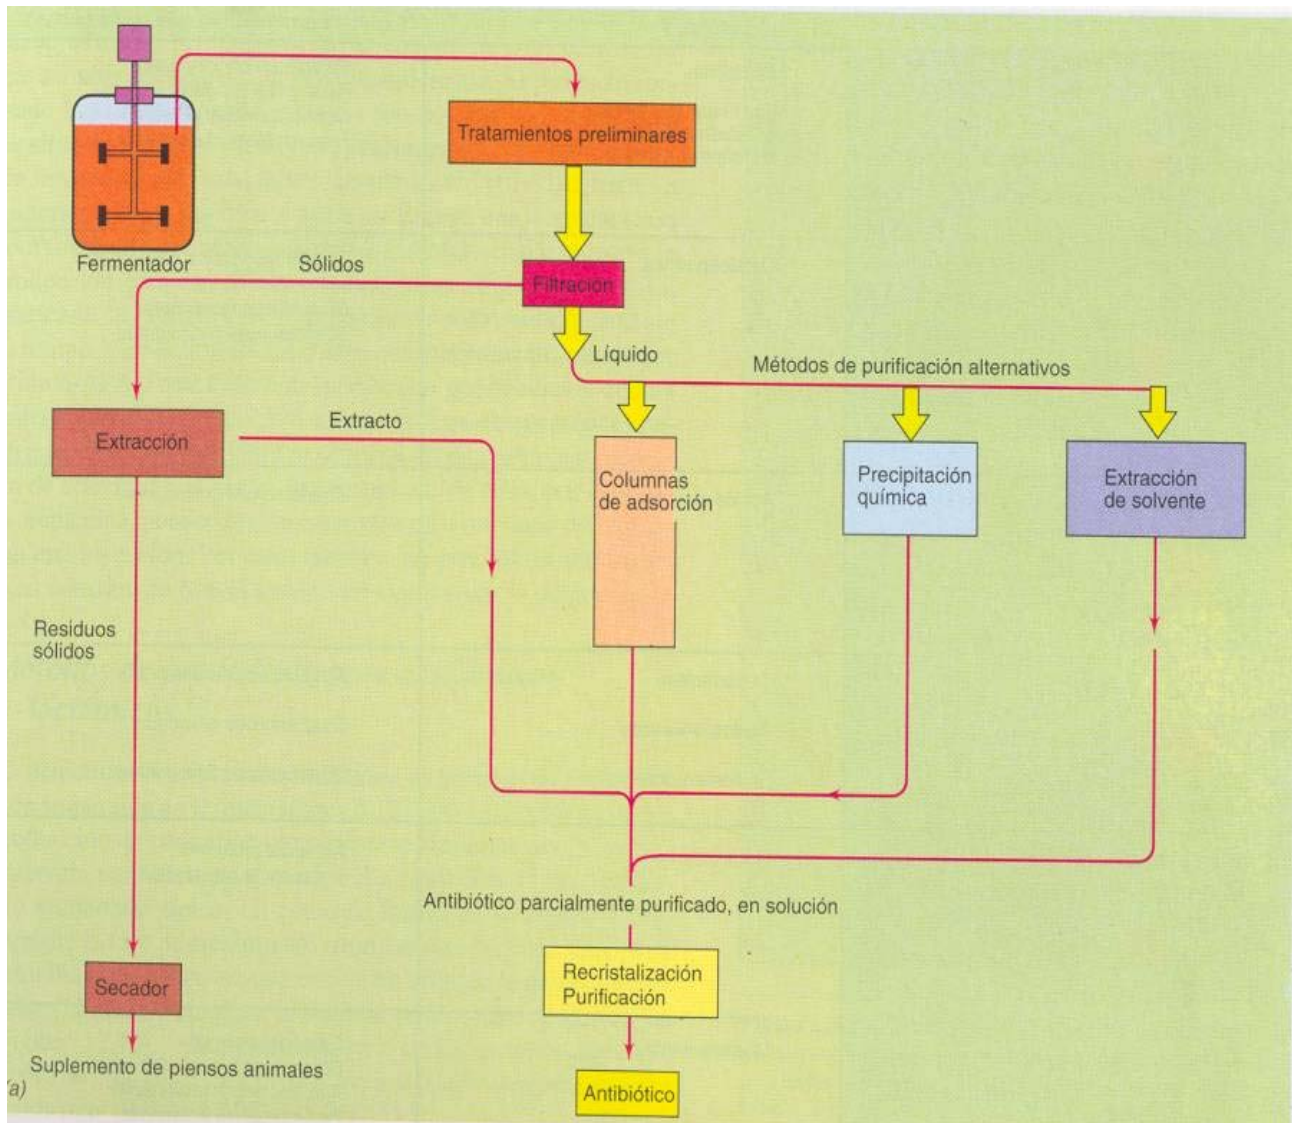 Tratamientos preliminares
Fermentador
Sólidos
Filtración
Líquido
Métodos de purificación alternativos
Extracción
Extracto
Columnas
de adsorción
Precipitación
química
Extracción
de solvente
Residuos
sólidos
Antibiótico parcialmente purificado, en solución
Recristalización
Purificación
Secador
Suplemento de piensos animales
Antibiótico
(a)